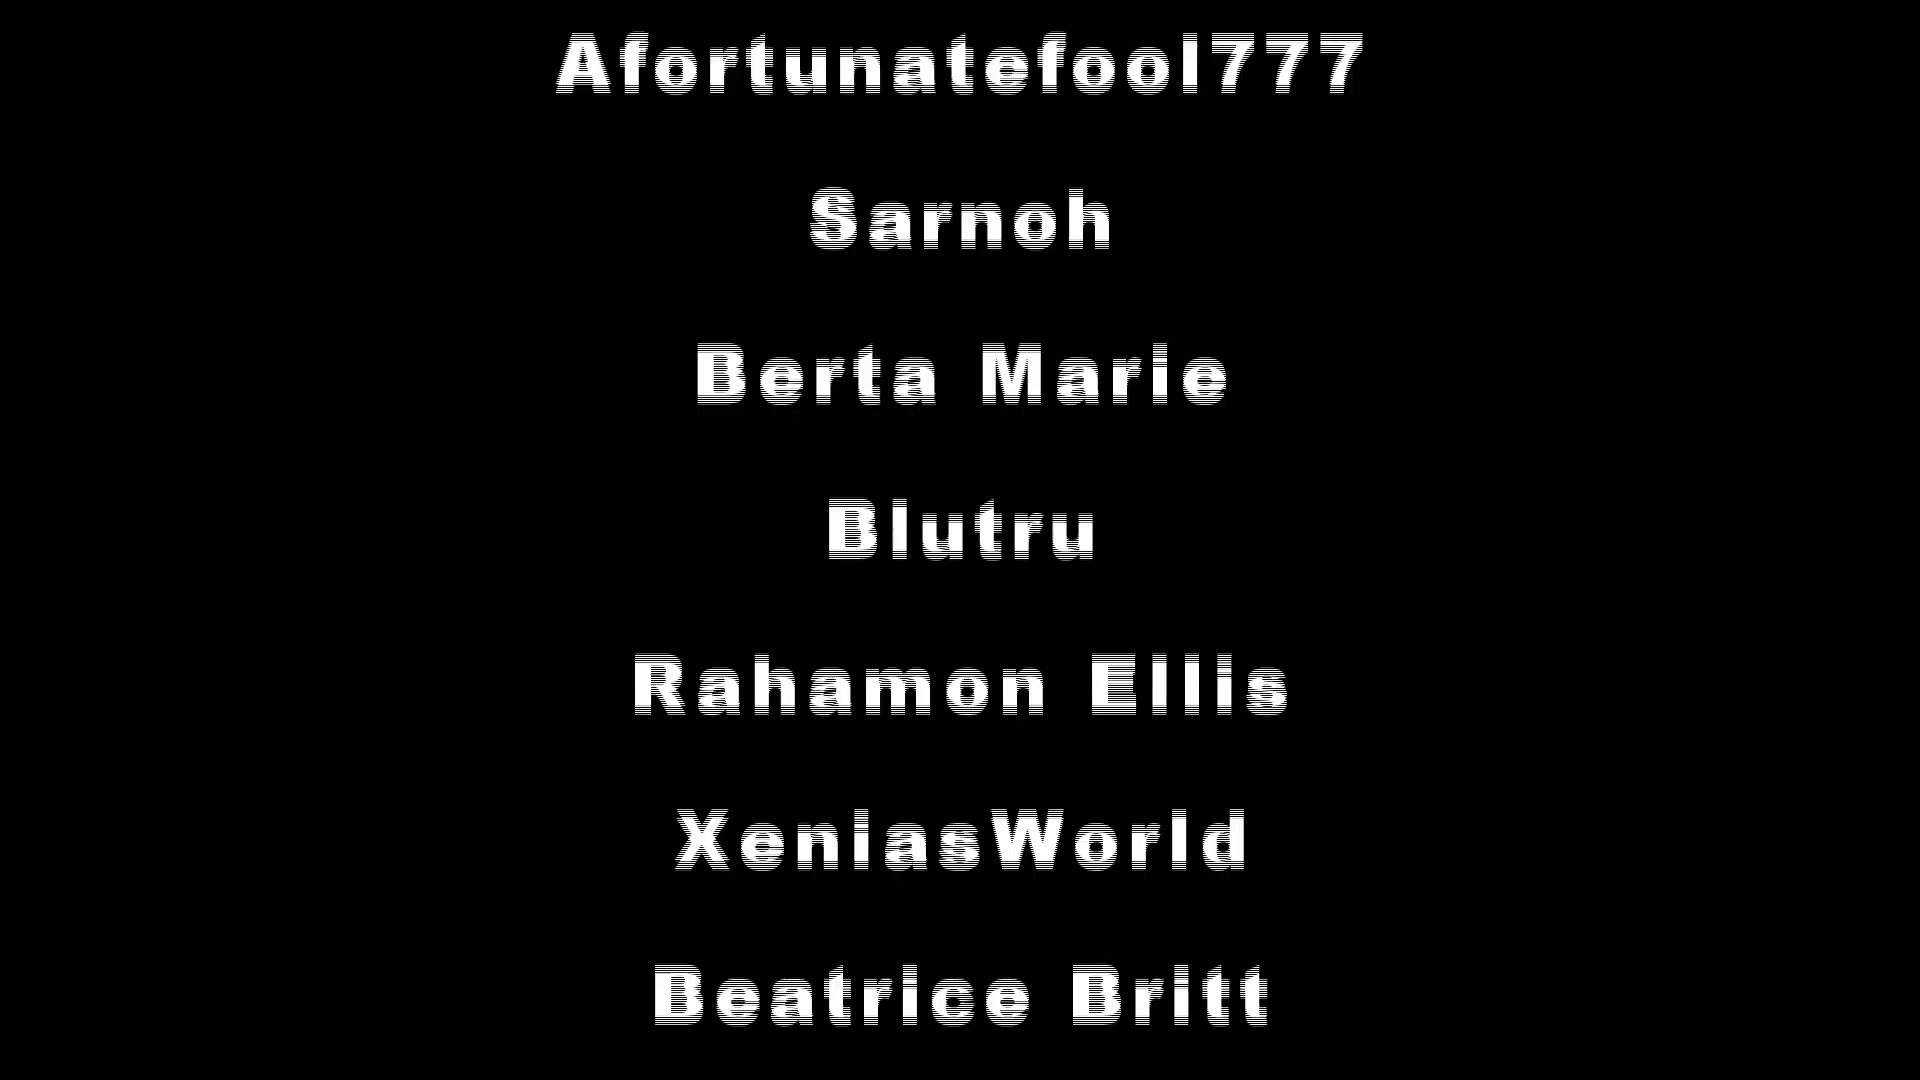 Afortunatefool777
Sarnoh
Berta Marie
Blutru
Rahamon Ellis
XeniasWorld
Beatrice Britt